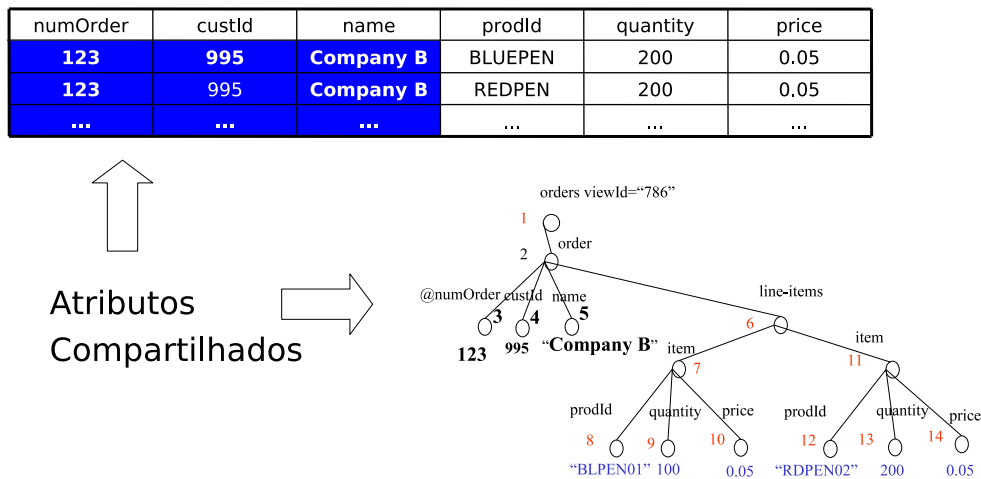 numOrder custId name prodId quantity price
123 995 Company B BLUEPEN 200 0.05
123 995 Company B REDPEN 200 0.05
... ... ... ... ... ...
orders viewId=“786”
1
order
2
@numOrder custId name
line-items
3 4 5
6
123 995 “Company B”
item
item
7
11
Atributos
Compartilhados
prodId quantity price
prodId quantity price
8 9 10
12 13 14
“BLPEN01” 100 0.05
“RDPEN02” 200 0.05